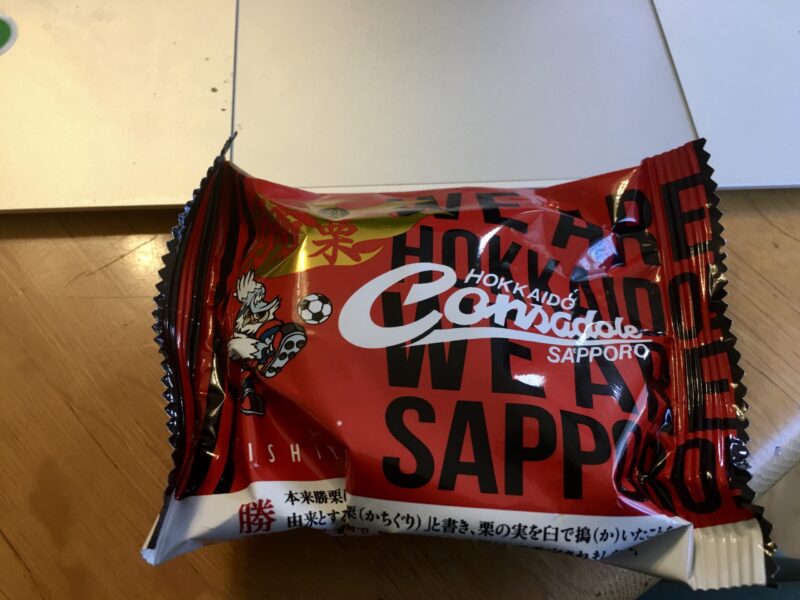 栗
WE ARE
HOKKAIDO
WE ARE
SAPPORO
HOKKAIDO
Consadole
SAPPORO
ISHIY
勝
本来勝栗
由来とす
栗(かちぐり)」と書き、栗の実を臼で搗(か)いたこと